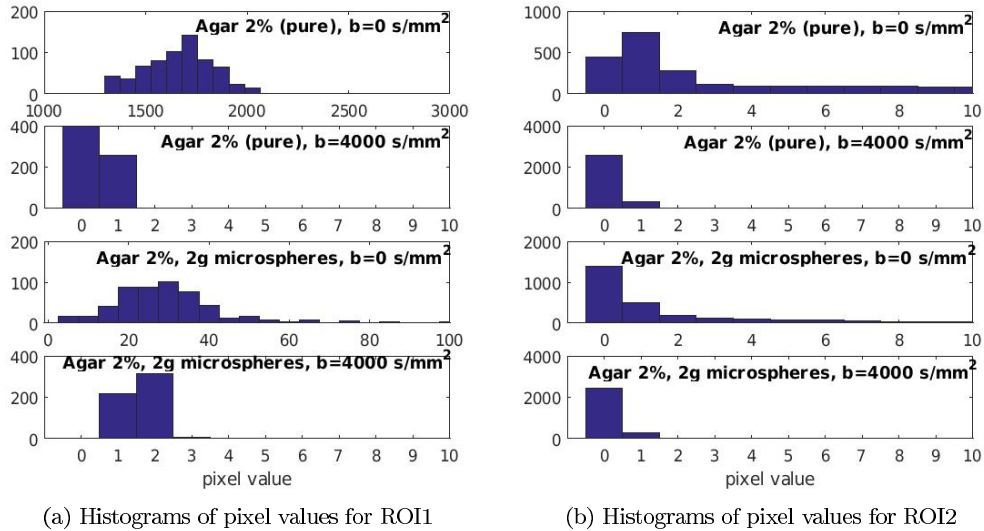 Agar 2% (pure), b=0 s/mm²
200
100
0
1000 1500 2000 2500 3000
Agar 2% (pure), b=4000 s/mm²
400
200
0
0 1 2 3 4 5 6 7 8 9 10
Agar 2%, 2g microspheres, b=0 s/mm²
200
100
0
0 20 40 60 80 100
Agar 2%, 2g microspheres, b=4000 s/mm²
400
200
0
0 1 2 3 4 5 6 7 8 9 10
pixel value
(a) Histograms of pixel values for ROI1
Agar 2% (pure), b=0 s/mm²
1000
500
0
0 2 4 6 8 10
Agar 2% (pure), b=4000 s/mm²
4000
2000
0
0 1 2 3 4 5 6 7 8 9 10
Agar 2%, 2g microspheres, b=0 s/mm²
2000
1000
0
0 1 2 3 4 5 6 7 8 9 10
Agar 2%, 2g microspheres, b=4000 s/mm²
4000
2000
0
0 1 2 3 4 5 6 7 8 9 10
pixel value
(b) Histograms of pixel values for ROI2